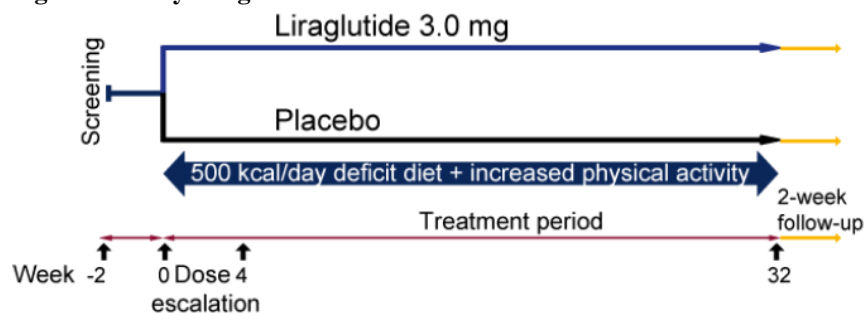 Liraglutide 3.0 mg
Screening
Placebo
500 kcal/day deficit diet + increased physical activity
2-week
follow-up
Treatment period
Week -2 0 Dose 4 32
escalation